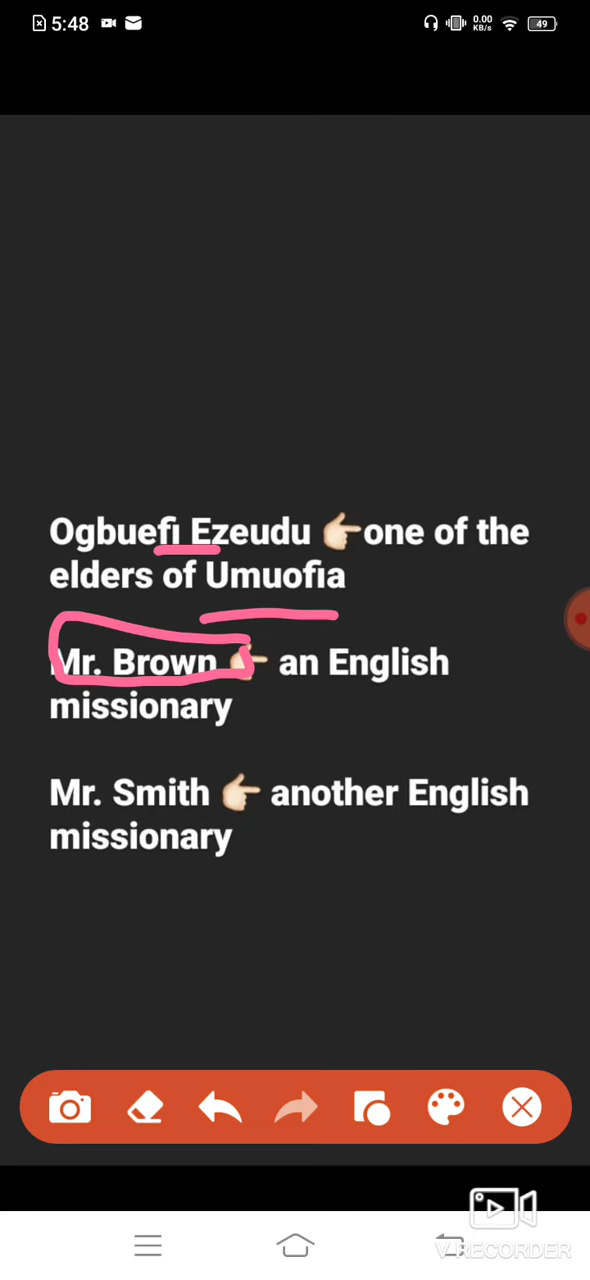 5:48
0.00
KB/s
49
Ogbuefi Ezeudu 👉🏻one of the
elders of Umuofia
Mr. Brown 👉🏻 an English
missionary
Mr. Smith 👉🏻 another English
missionary
V RECORDER